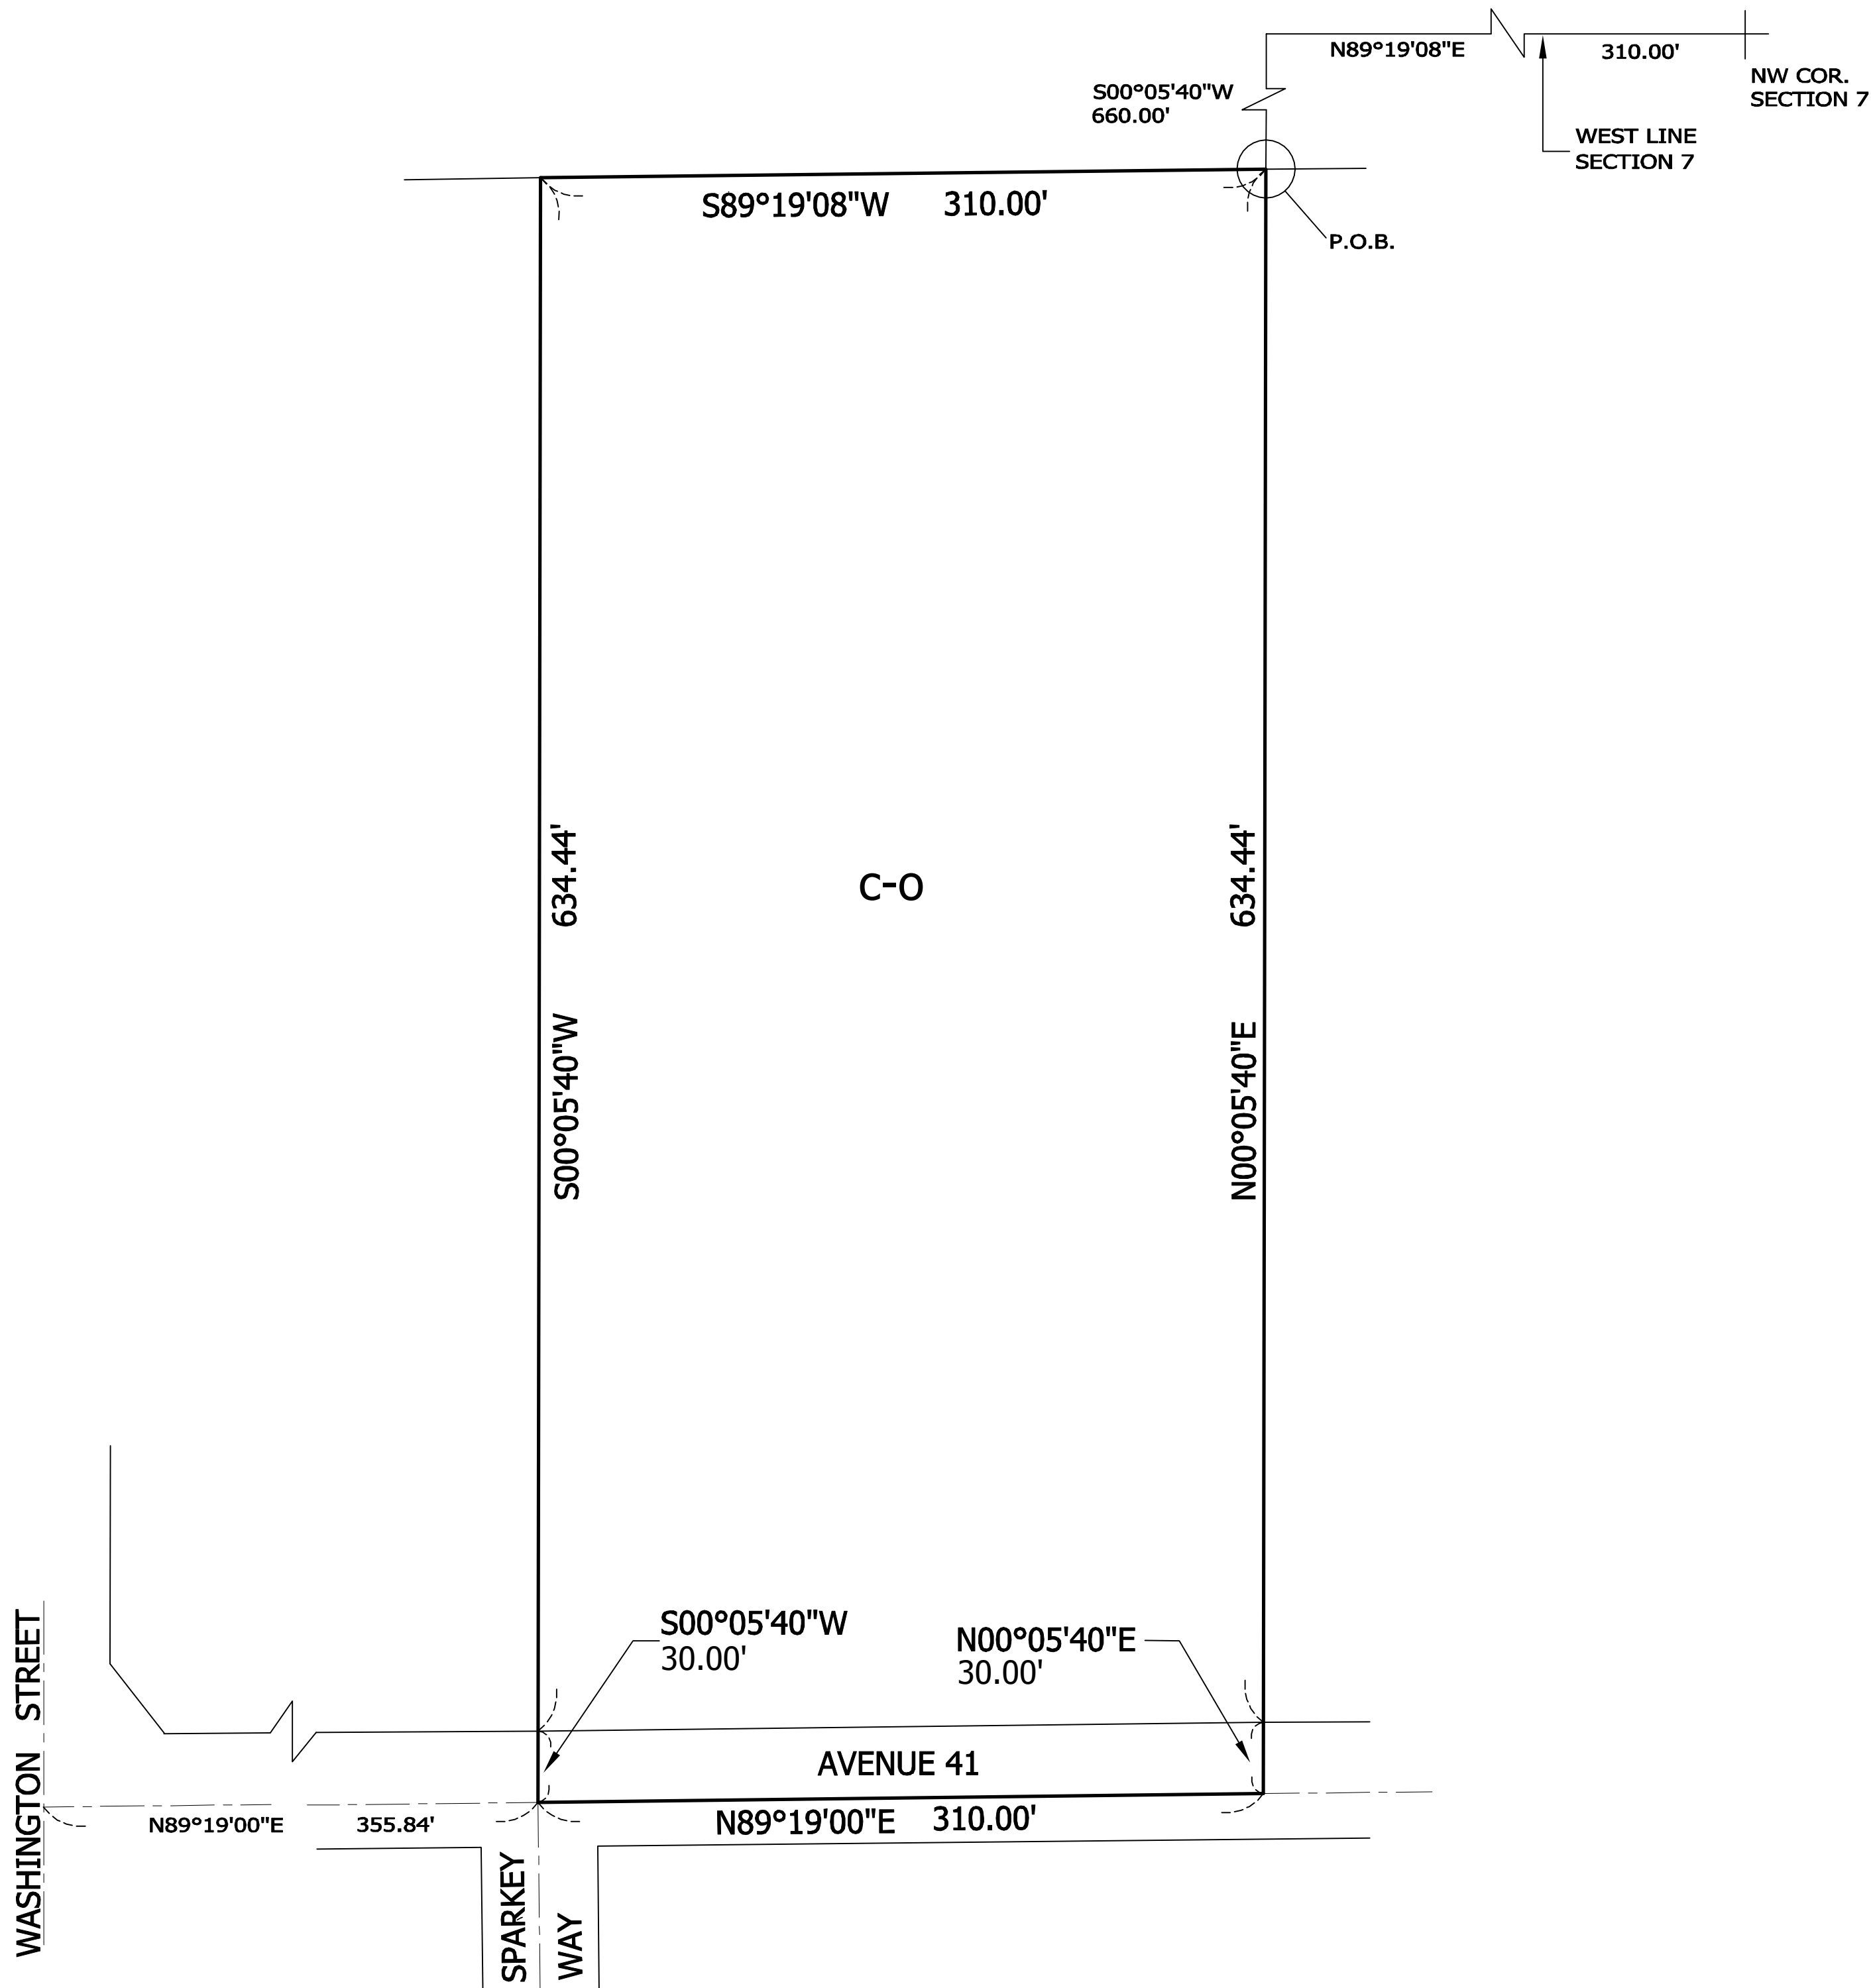 N89°19'08"E 310.00'
NW COR.
SECTION 7
S00°05'40"W
660.00'
WEST LINE
SECTION 7
S89°19'08"W 310.00'
P.O.B.
S00°05'40"W 634.44'
C-O
N00°05'40"E 634.44'
S00°05'40"W
30.00'
N00°05'40"E
30.00'
AVENUE 41
WASHINGTON STREET
N89°19'00"E 355.84'
N89°19'00"E 310.00'
SPARKEY
WAY